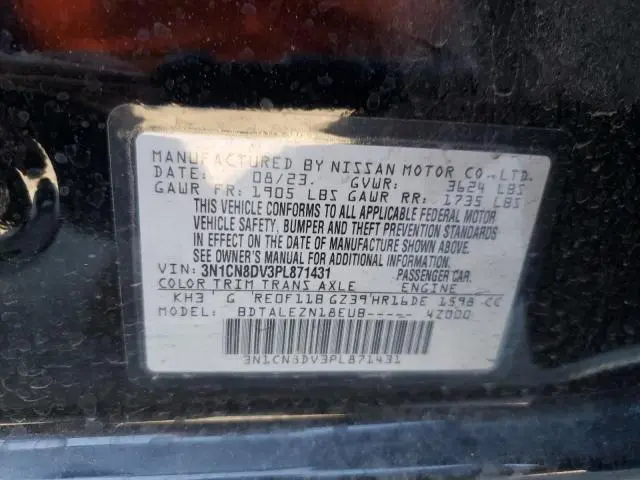 MANUFACTURED BY NISSAN MOTOR CO.,LTD.
DATE: 08/23. GVWR: 3624 LBS
GAWR FR: 1905 LBS GAWR RR: 1735 LBS
THIS VEHICLE CONFORMS TO ALL APPLICABLE FEDERAL MOTOR
VEHICLE SAFETY, BUMPER AND THEFT PREVENTION STANDARDS
IN EFFECT ON THE DATE OF MANUFACTURE SHOWN ABOVE.
SEE OWNER'S MANUAL FOR ADDITIONAL INFORMATION.
VIN: 3N1CN8DV3PL871431 PASSENGER CAR.
COLOR TRIM TRANS AXLE ENGINE
KH3 G RE0F11B GZ39 HR16DE 1598 CC
MODEL: BDTALEZN18EUB----- 4Z000
3N1CN8DV3PL871431